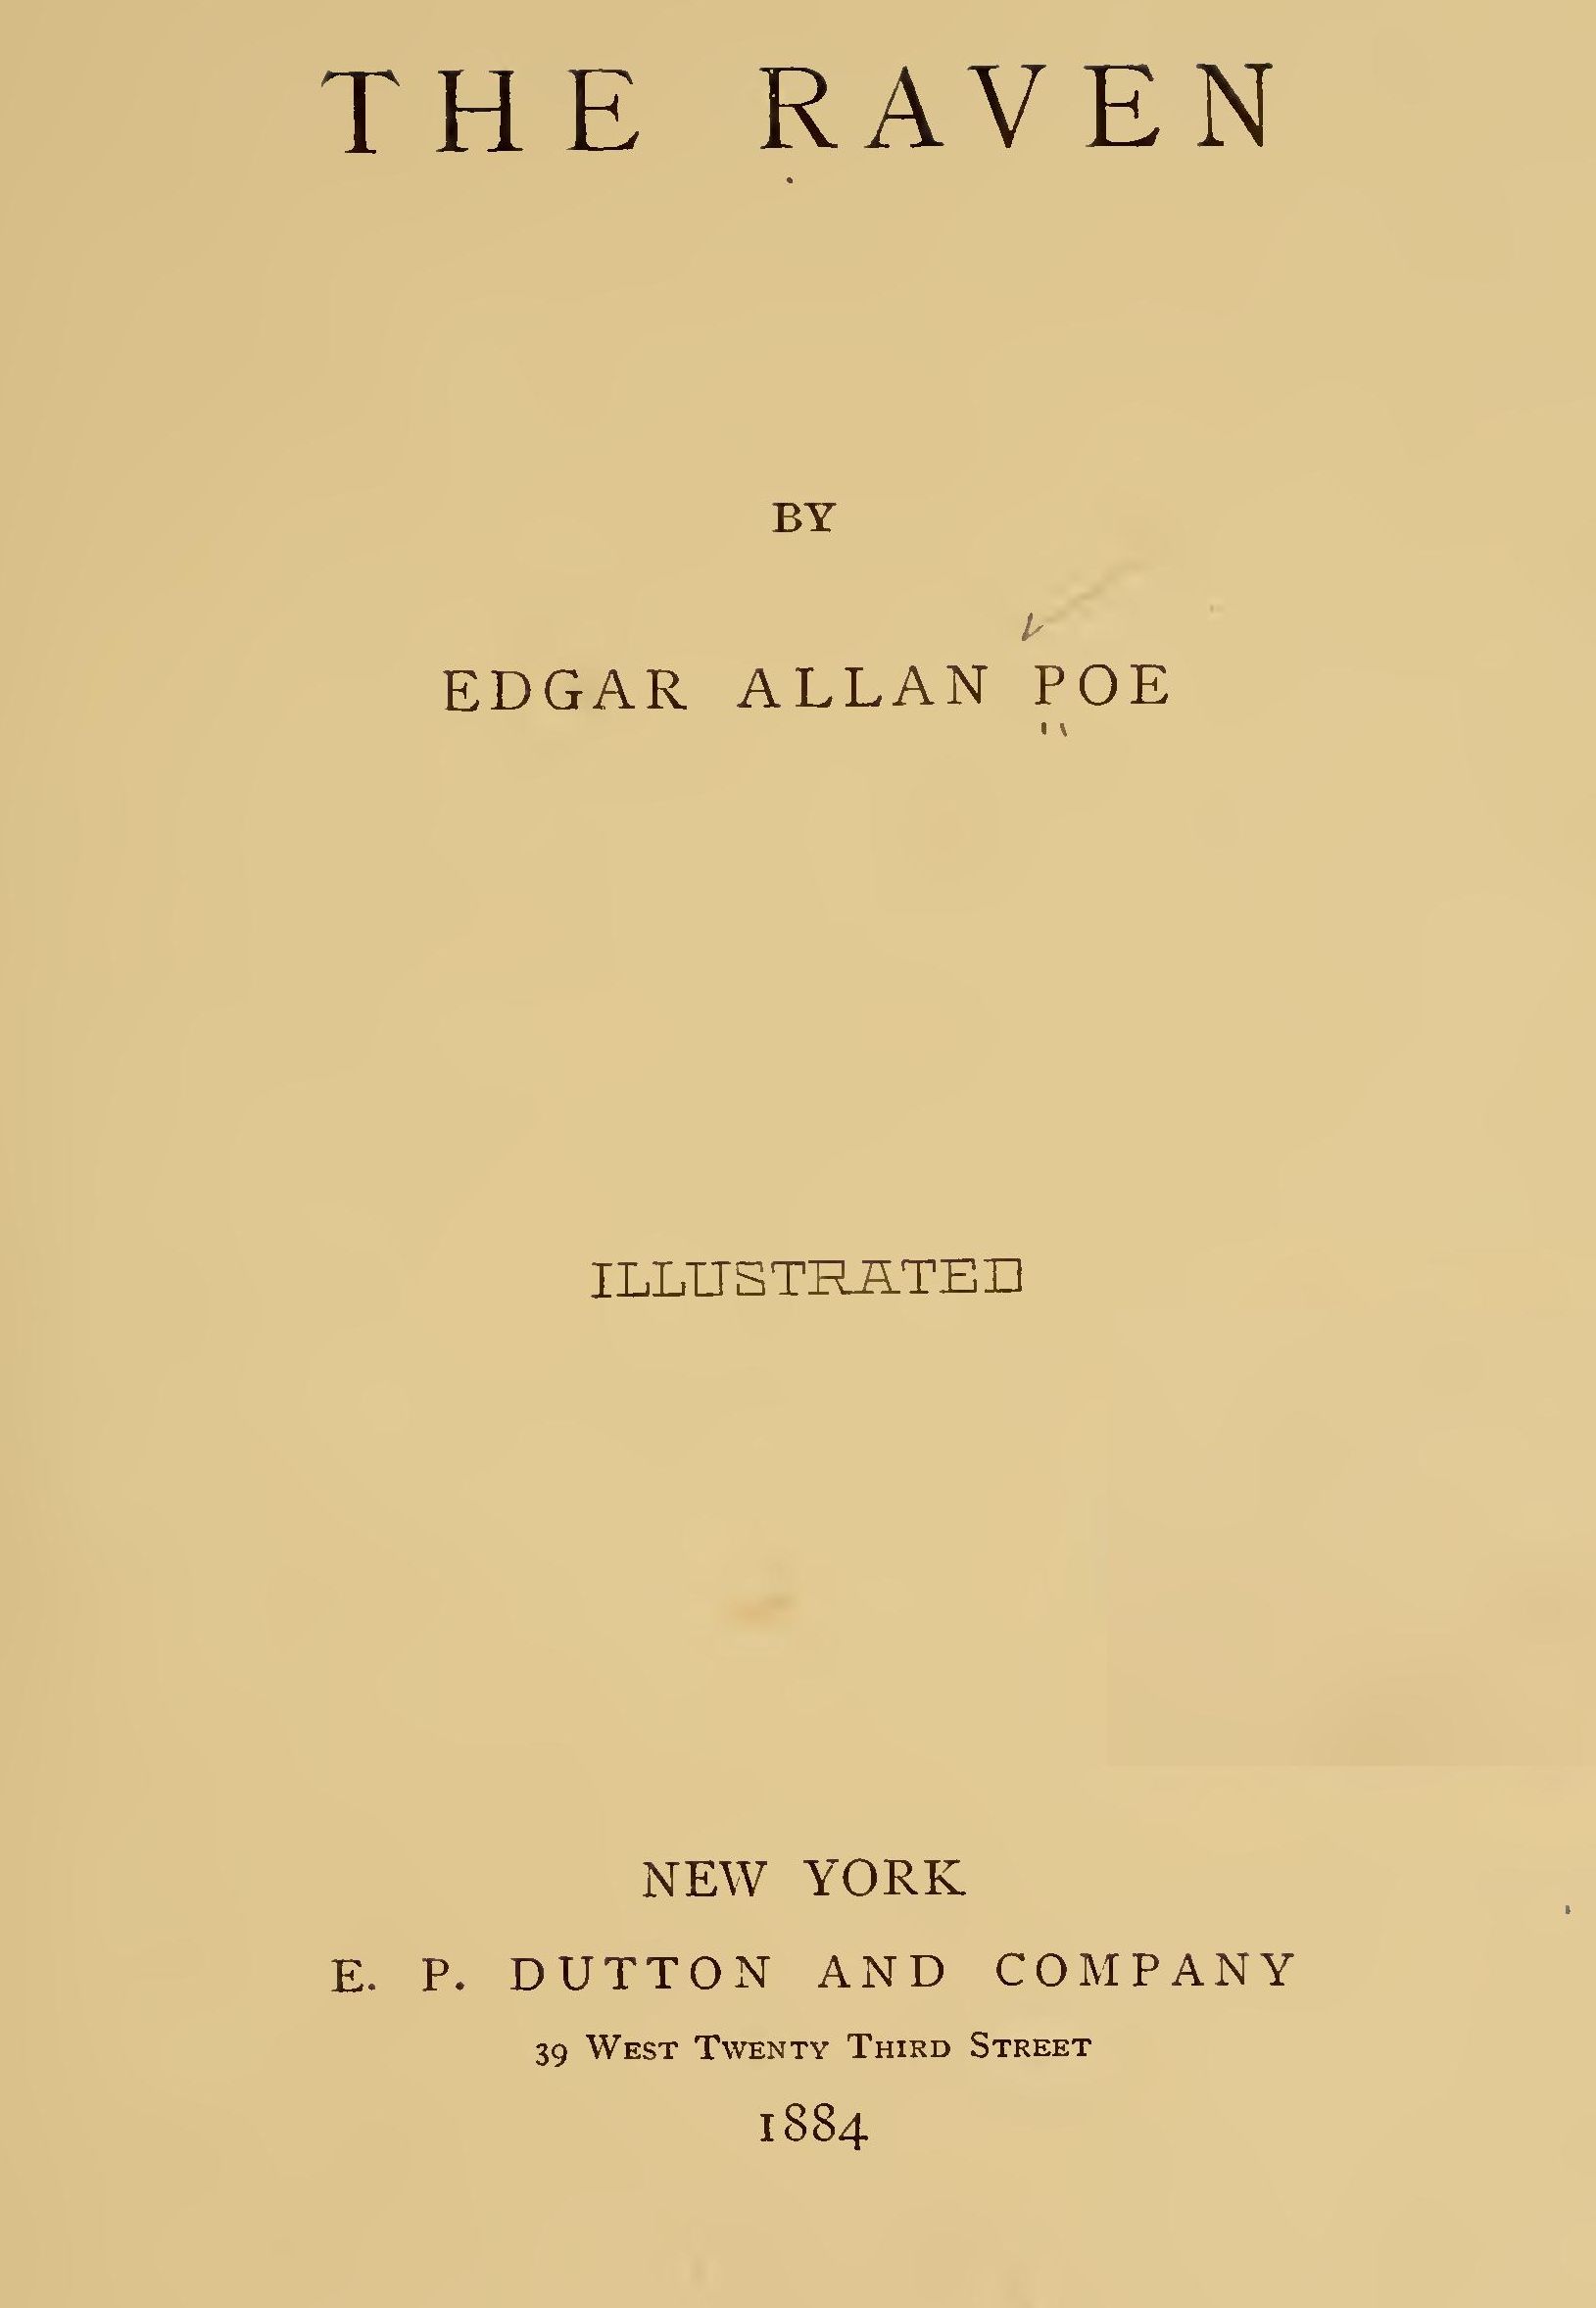 THE RAVEN
BY
EDGAR ALLAN POE
ILLUSTRATED
NEW YORK
E. P. DUTTON AND COMPANY
39 West Twenty Third Street
1884